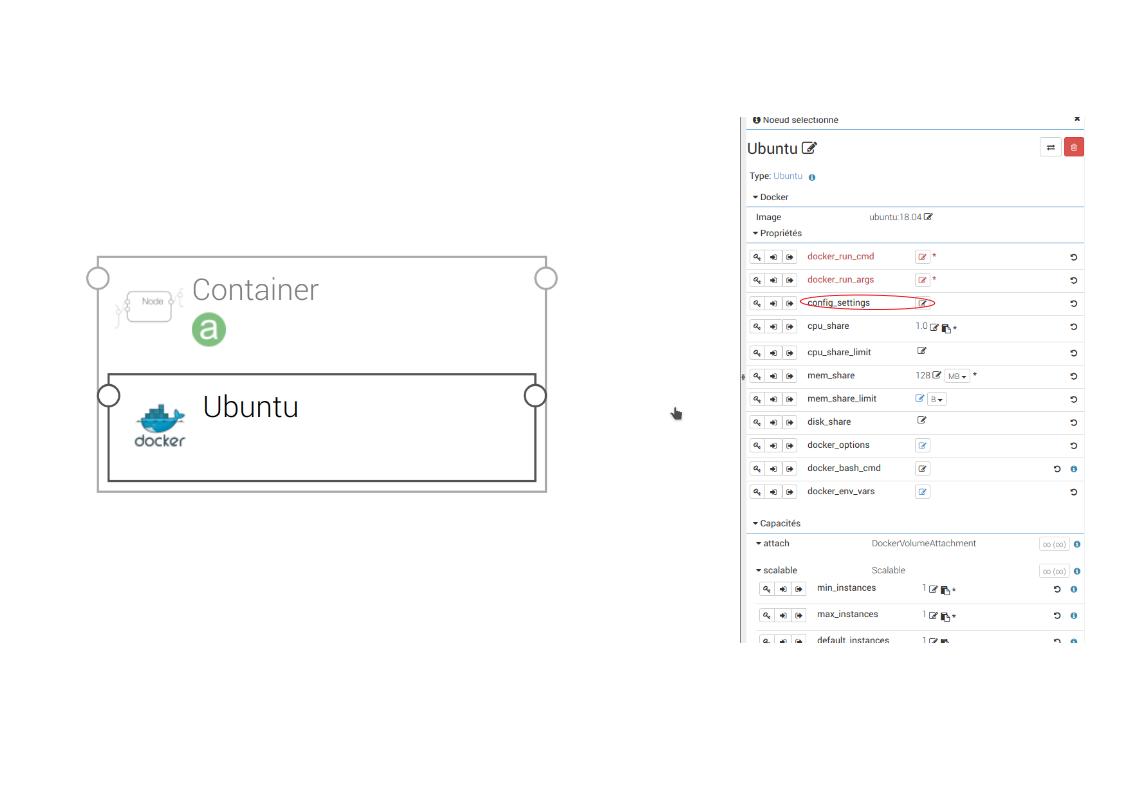 Node
Container
a
Ubuntu
docker
Noeud sélectionné
Ubuntu
Type: Ubuntu
Docker
Image ubuntu:18.04
Propriétés
docker_run_cmd *
docker_run_args *
config_settings
cpu_share 1.0 *
cpu_share_limit
mem_share 128 MB *
mem_share_limit B
disk_share
docker_options
docker_bash_cmd
docker_env_vars
Capacités
attach DockerVolumeAttachment ∞ (∞)
scalable Scalable ∞ (∞)
min_instances 1 *
max_instances 1 *
default_instances 1